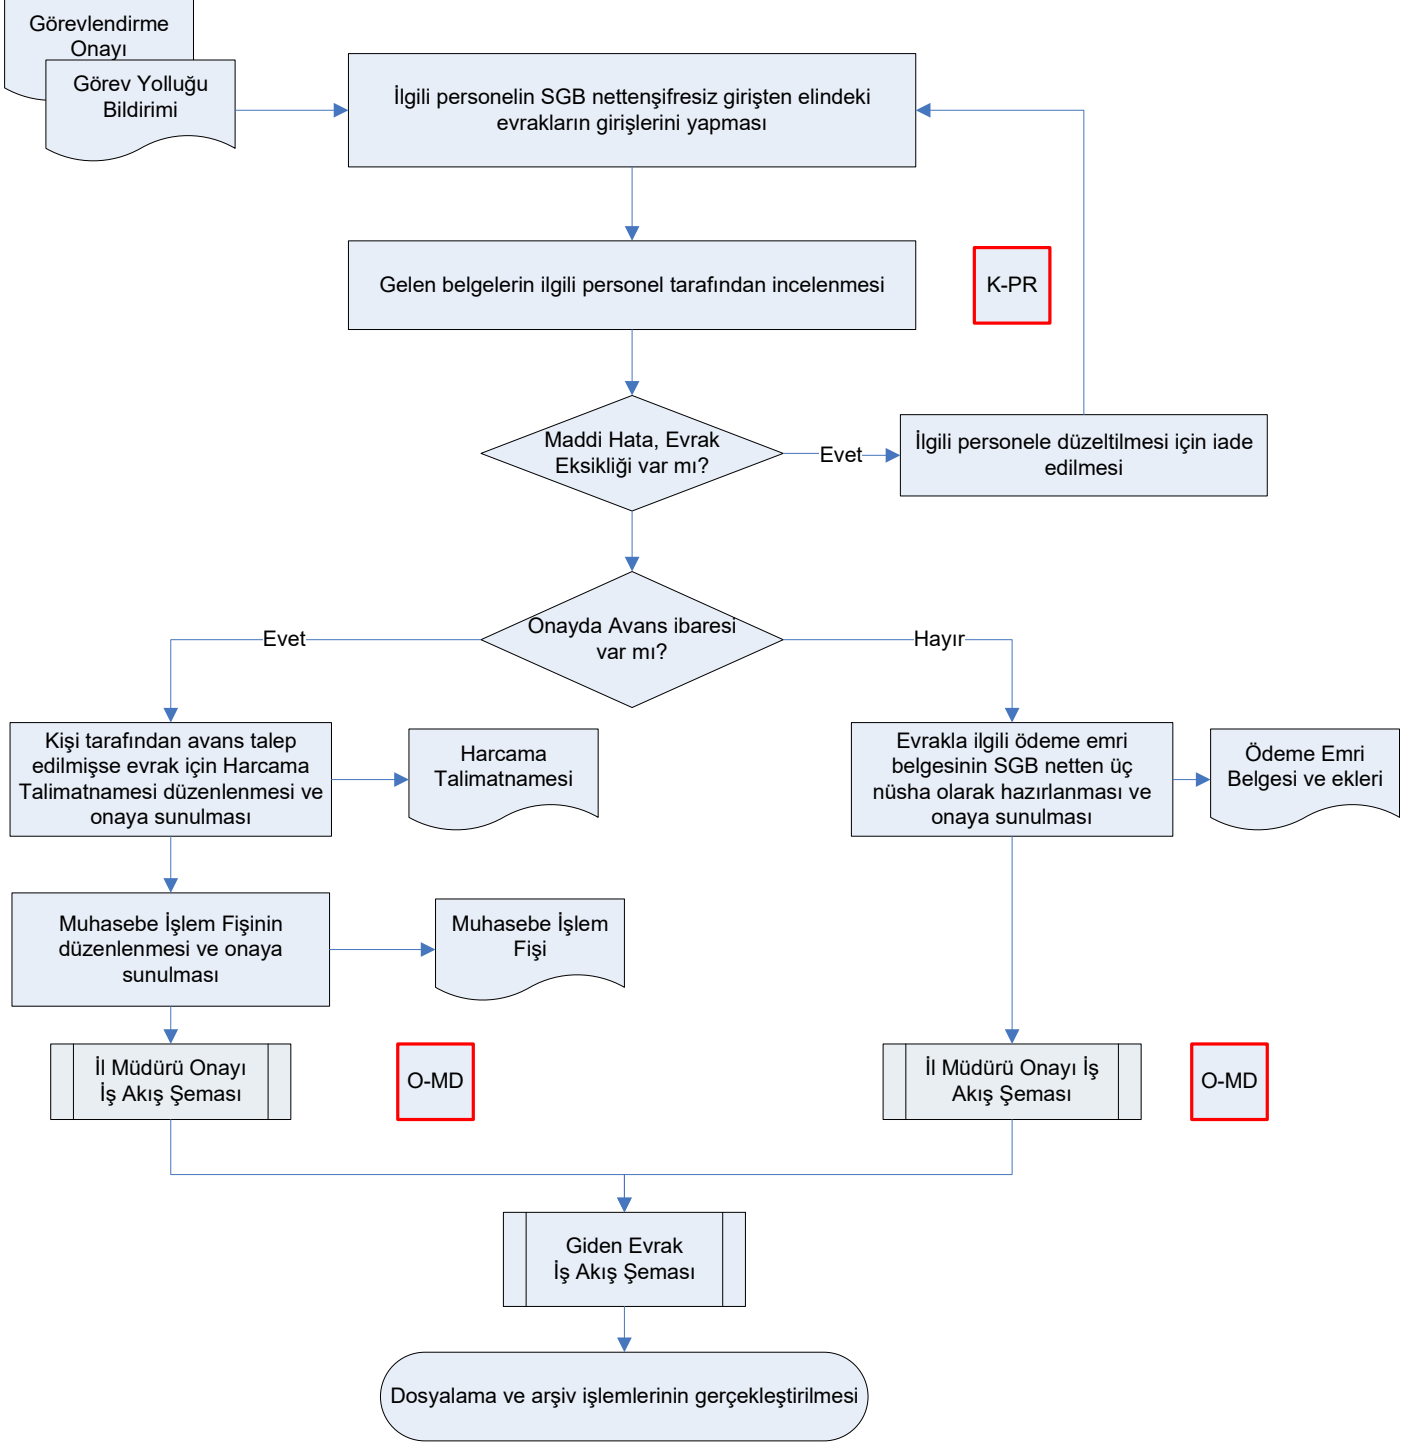 Görevlendirme
Onayı
Görev Yolluğu
Bildirimi
İlgili personelin SGB nettenşifresiz girişten elindeki
evrakların girişlerini yapması
Gelen belgelerin ilgili personel tarafından incelenmesi
K-PR
Maddi Hata, Evrak
Eksikliği var mı?
Evet
İlgili personele düzeltilmesi için iade
edilmesi
Onayda Avans ibaresi
var mı?
Evet
Hayır
Kişi tarafından avans talep
edilmişse evrak için Harcama
Talimatnamesi düzenlenmesi ve
onaya sunulması
Harcama
Talimatnamesi
Evrakla ilgili ödeme emri
belgesinin SGB netten üç
nüsha olarak hazırlanması ve
onaya sunulması
Ödeme Emri
Belgesi ve ekleri
Muhasebe İşlem Fişinin
düzenlenmesi ve onaya
sunulması
Muhasebe İşlem
Fişi
İl Müdürü Onayı
İş Akış Şeması
O-MD
İl Müdürü Onayı İş
Akış Şeması
O-MD
Giden Evrak
İş Akış Şeması
Dosyalama ve arşiv işlemlerinin gerçekleştirilmesi